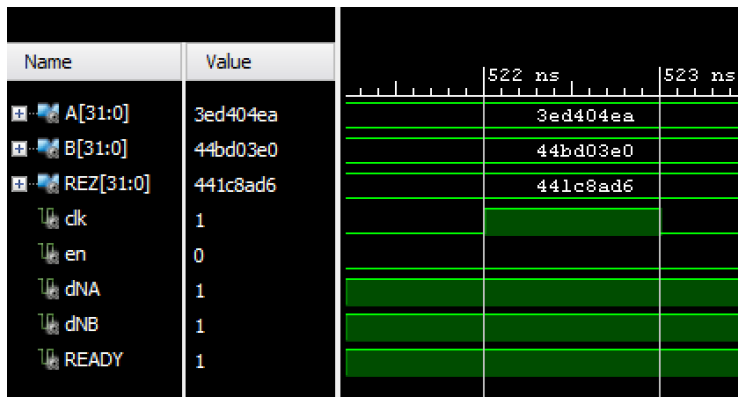 Name Value
522 ns 523 ns
A[31:0] 3ed404ea 3ed404ea
B[31:0] 44bd03e0 44bd03e0
REZ[31:0] 441c8ad6 441c8ad6
clk 1
en 0
dNA 1
dNB 1
READY 1